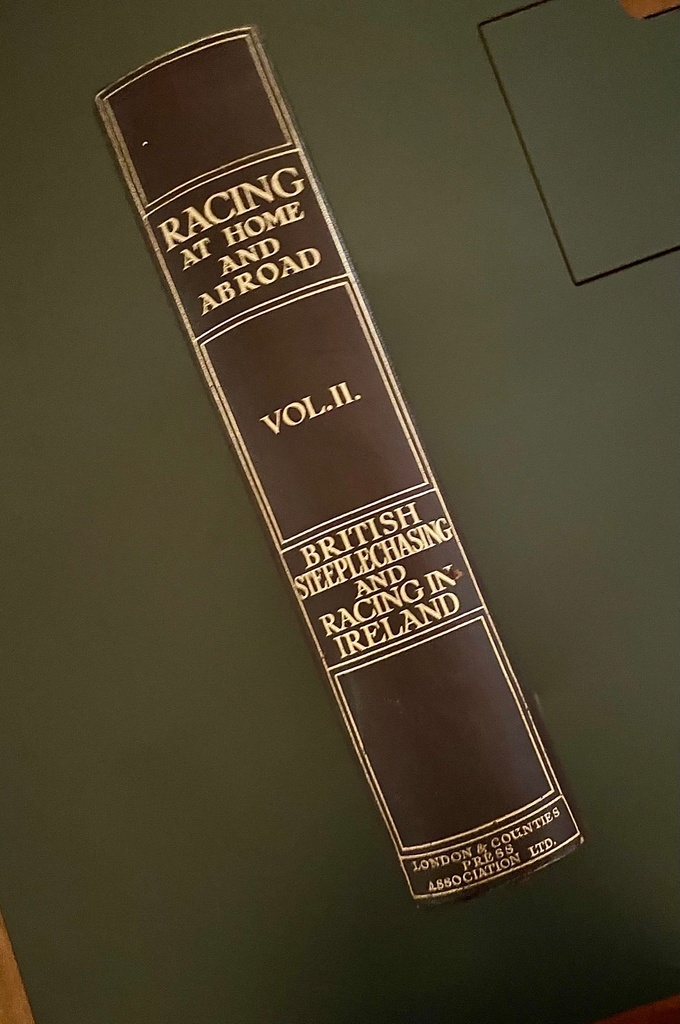 RACING
AT HOME
AND
ABROAD
VOL.II.
BRITISH
STEEPLECHASING
AND
RACING IN
IRELAND
LONDON & COUNTIES
PRESS
ASSOCIATION LTD.